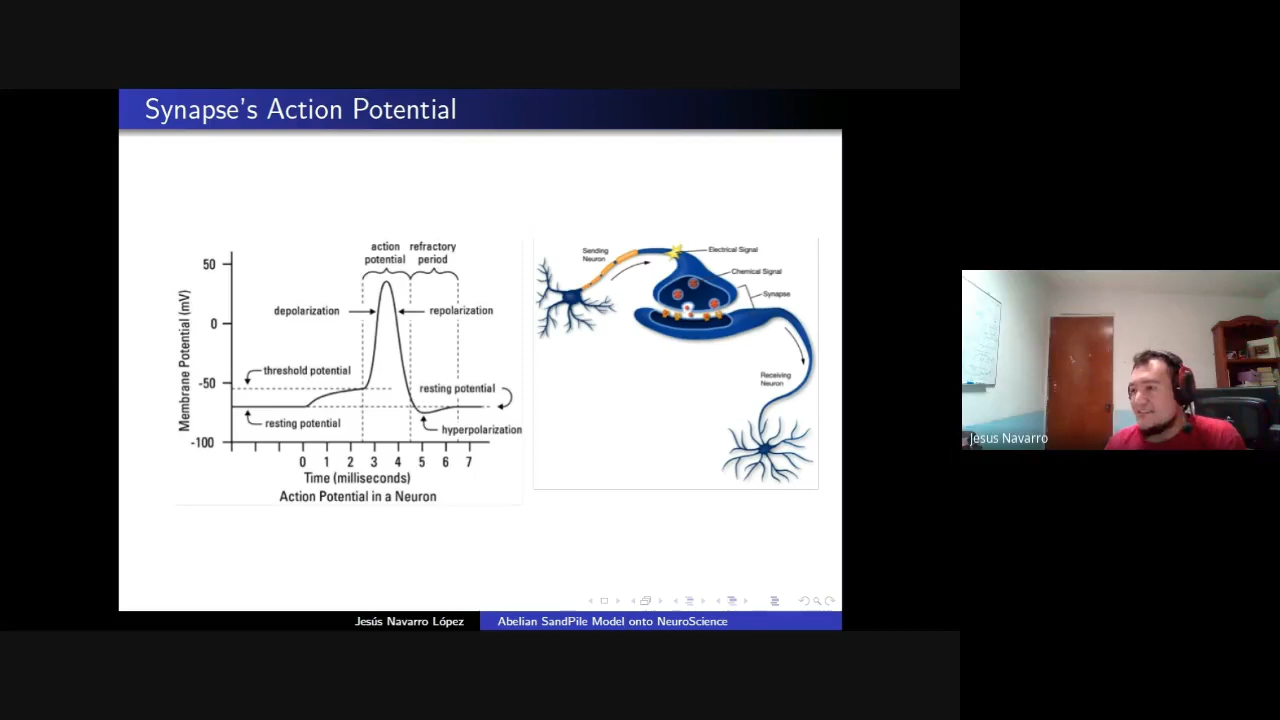 Synapse's Action Potential
action
potential
refractory
period
50
0
-50
-100
Membrane Potential (mV)
depolarization
repolarization
threshold potential
resting potential
resting potential
hyperpolarization
0 1 2 3 4 5 6 7
Time (milliseconds)
Action Potential in a Neuron
Sending
Neuron
Electrical Signal
Chemical Signal
Synapse
Receiving
Neuron
Jesus Navarro
Jesús Navarro López
Abelian SandPile Model onto NeuroScience